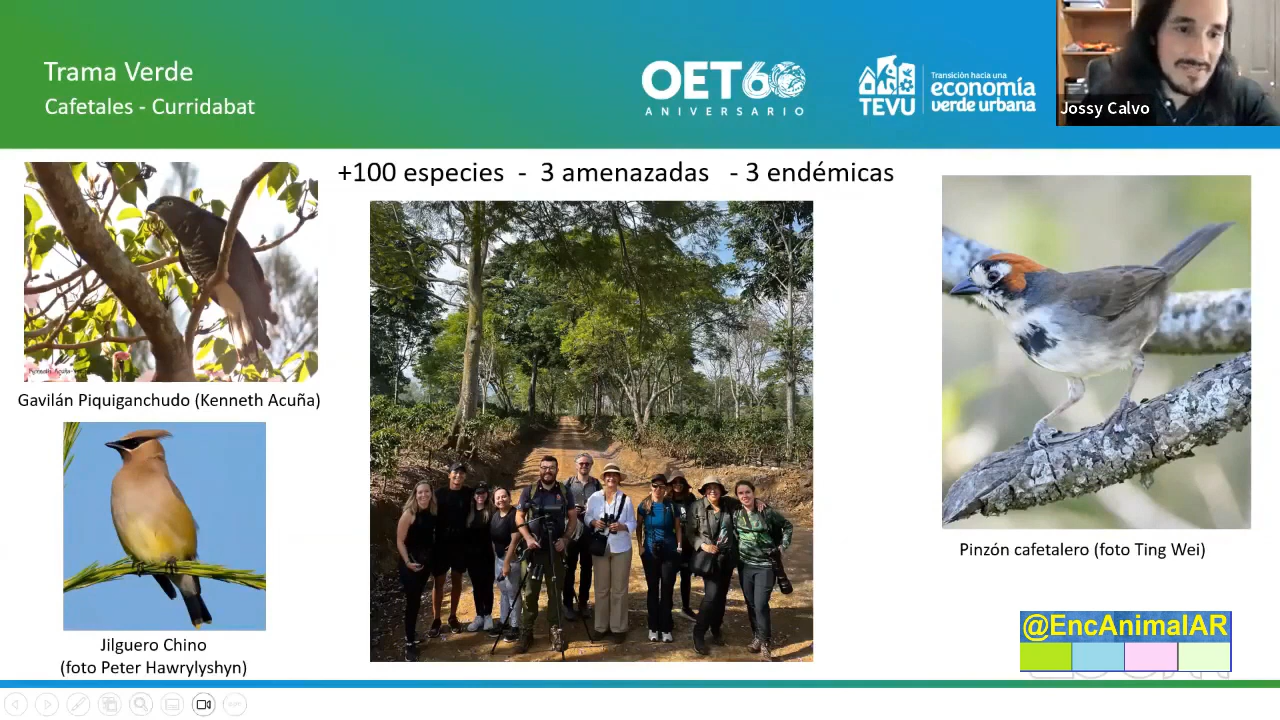 Trama Verde
Cafetales - Curridabat
OET60
ANIVERSARIO
TEVU
Transición hacia una
economía
verde urbana
Jossy Calvo
+100 especies - 3 amenazadas - 3 endémicas
Gavilán Piquiganchudo (Kenneth Acuña)
Jilguero Chino
(foto Peter Hawrylyshyn)
Pinzón cafetalero (foto Ting Wei)
@EncAnimalAR